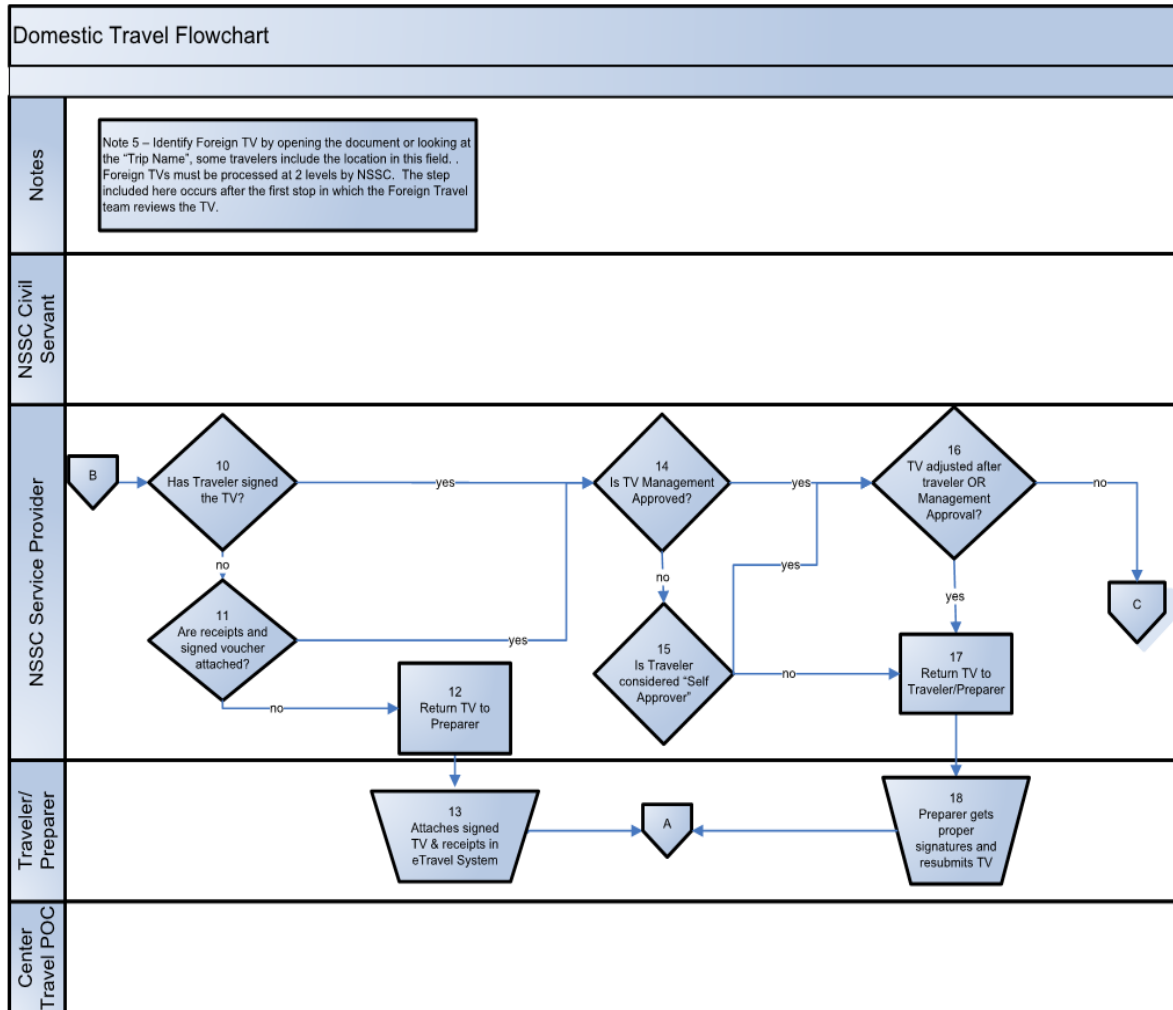 Domestic Travel Flowchart
Notes
Note 5 – Identify Foreign TV by opening the document or looking at
the “Trip Name”, some travelers include the location in this field. .
Foreign TVs must be processed at 2 levels by NSSC.  The step
included here occurs after the first stop in which the Foreign Travel
team reviews the TV.
NSSC Civil
Servant
NSSC Service Provider
B
10
Has Traveler signed
the TV?
yes
no
11
Are receipts and
signed voucher
attached?
yes
no
12
Return TV to
Preparer
14
Is TV Management
Approved?
yes
no
15
Is Traveler
considered “Self
Approver”
yes
no
16
TV adjusted after
traveler OR
Management
Approval?
no
yes
C
17
Return TV to
Traveler/Preparer
Traveler/
Preparer
13
Attaches signed
TV & receipts in
eTravel System
A
18
Preparer gets
proper
signatures and
resubmits TV
Center
Travel POC